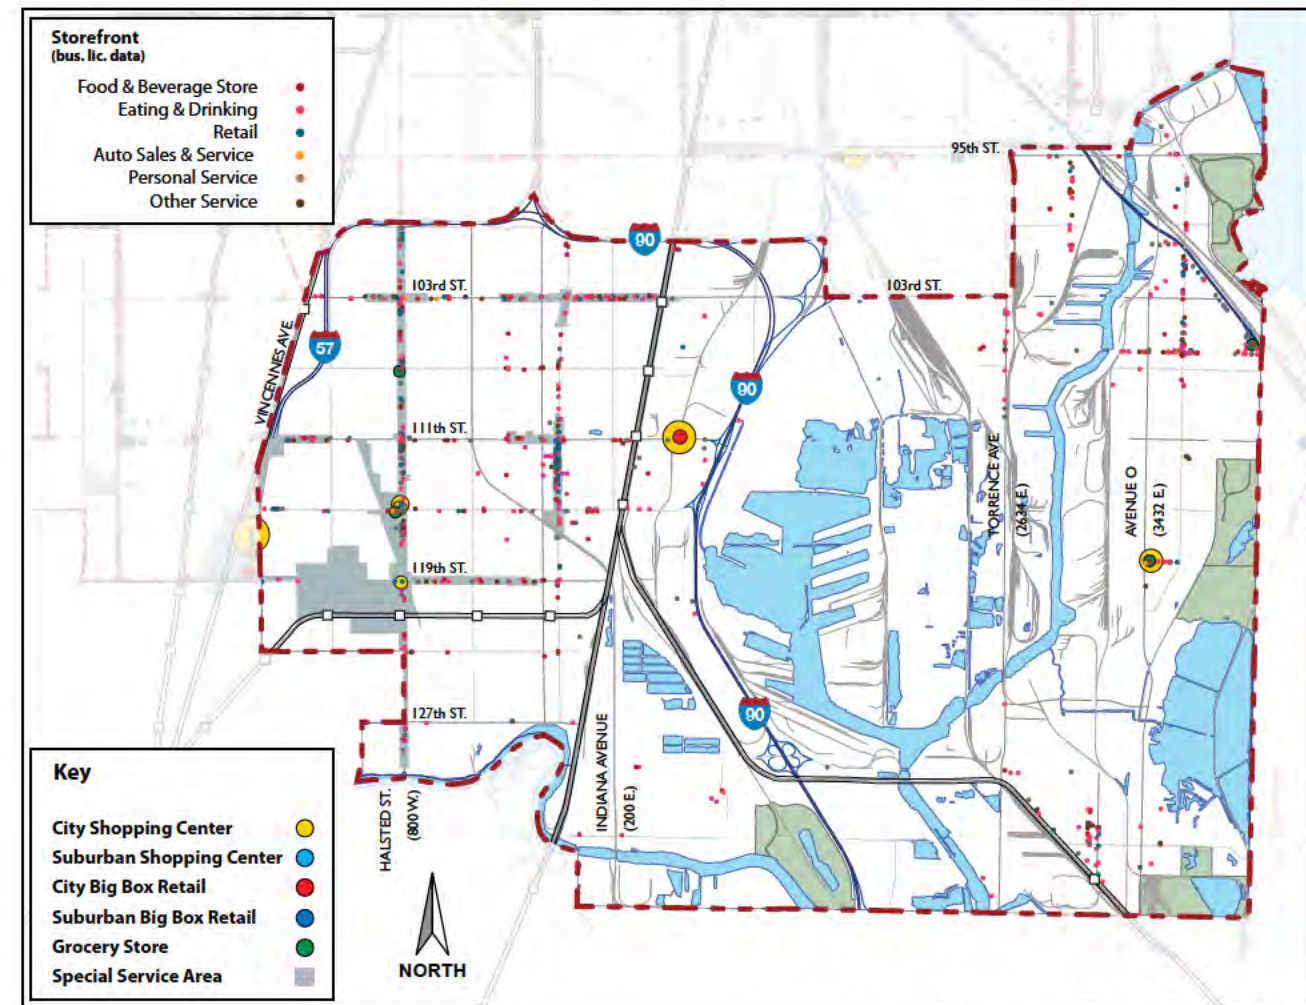 Storefront
(bus. lic. data)
Food & Beverage Store
Eating & Drinking
Retail
Auto Sales & Service
Personal Service
Other Service
95th ST.
90
103rd ST.
103rd ST.
57
VINCENNES AVE
90
111th ST.
TORRENCE AVE
(2634 E.)
AVENUE O
(3432 E.)
119th ST.
90
127th ST.
INDIANA AVENUE
(200 E.)
HALSTED ST.
(800 W.)
NORTH
Key
City Shopping Center
Suburban Shopping Center
City Big Box Retail
Suburban Big Box Retail
Grocery Store
Special Service Area